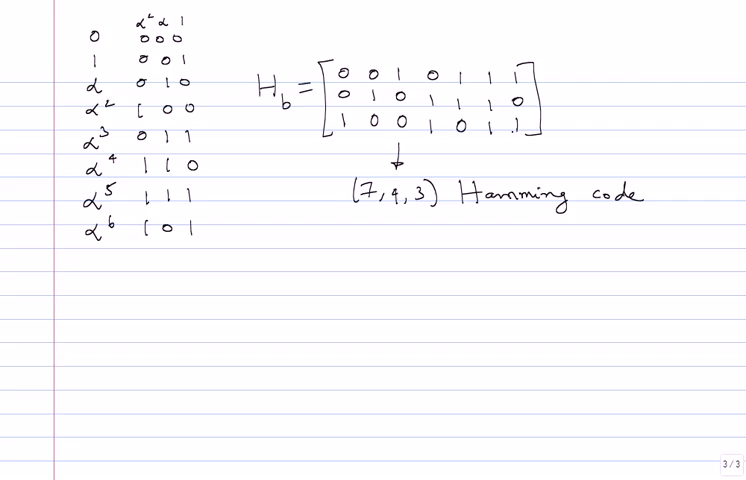 α² α 1
0 0 0 0
1 0 0 1
α 0 1 0
α² 1 0 0
α³ 0 1 1
α⁴ 1 1 0
α⁵ 1 1 1
α⁶ 1 0 1
H_b = [ 0 0 1 0 1 1 1
0 1 0 1 1 1 0
1 0 0 1 0 1 1 ]
↓
(7, 4, 3) Hamming code
3/3